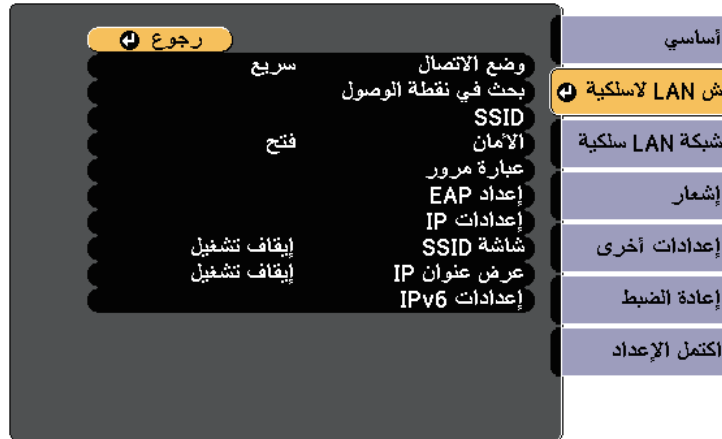 أساسي
ش LAN لاسلكية
شبكة LAN سلكية
إشعار
إعدادات أخرى
إعادة الضبط
اكتمل الإعداد
رجوع
وضع الاتصال سريع
بحث في نقطة الوصول
SSID
الأمان فتح
عبارة مرور
إعداد EAP
إعدادات IP
شاشة SSID إيقاف تشغيل
عرض عنوان IP إيقاف تشغيل
إعدادات IPv6